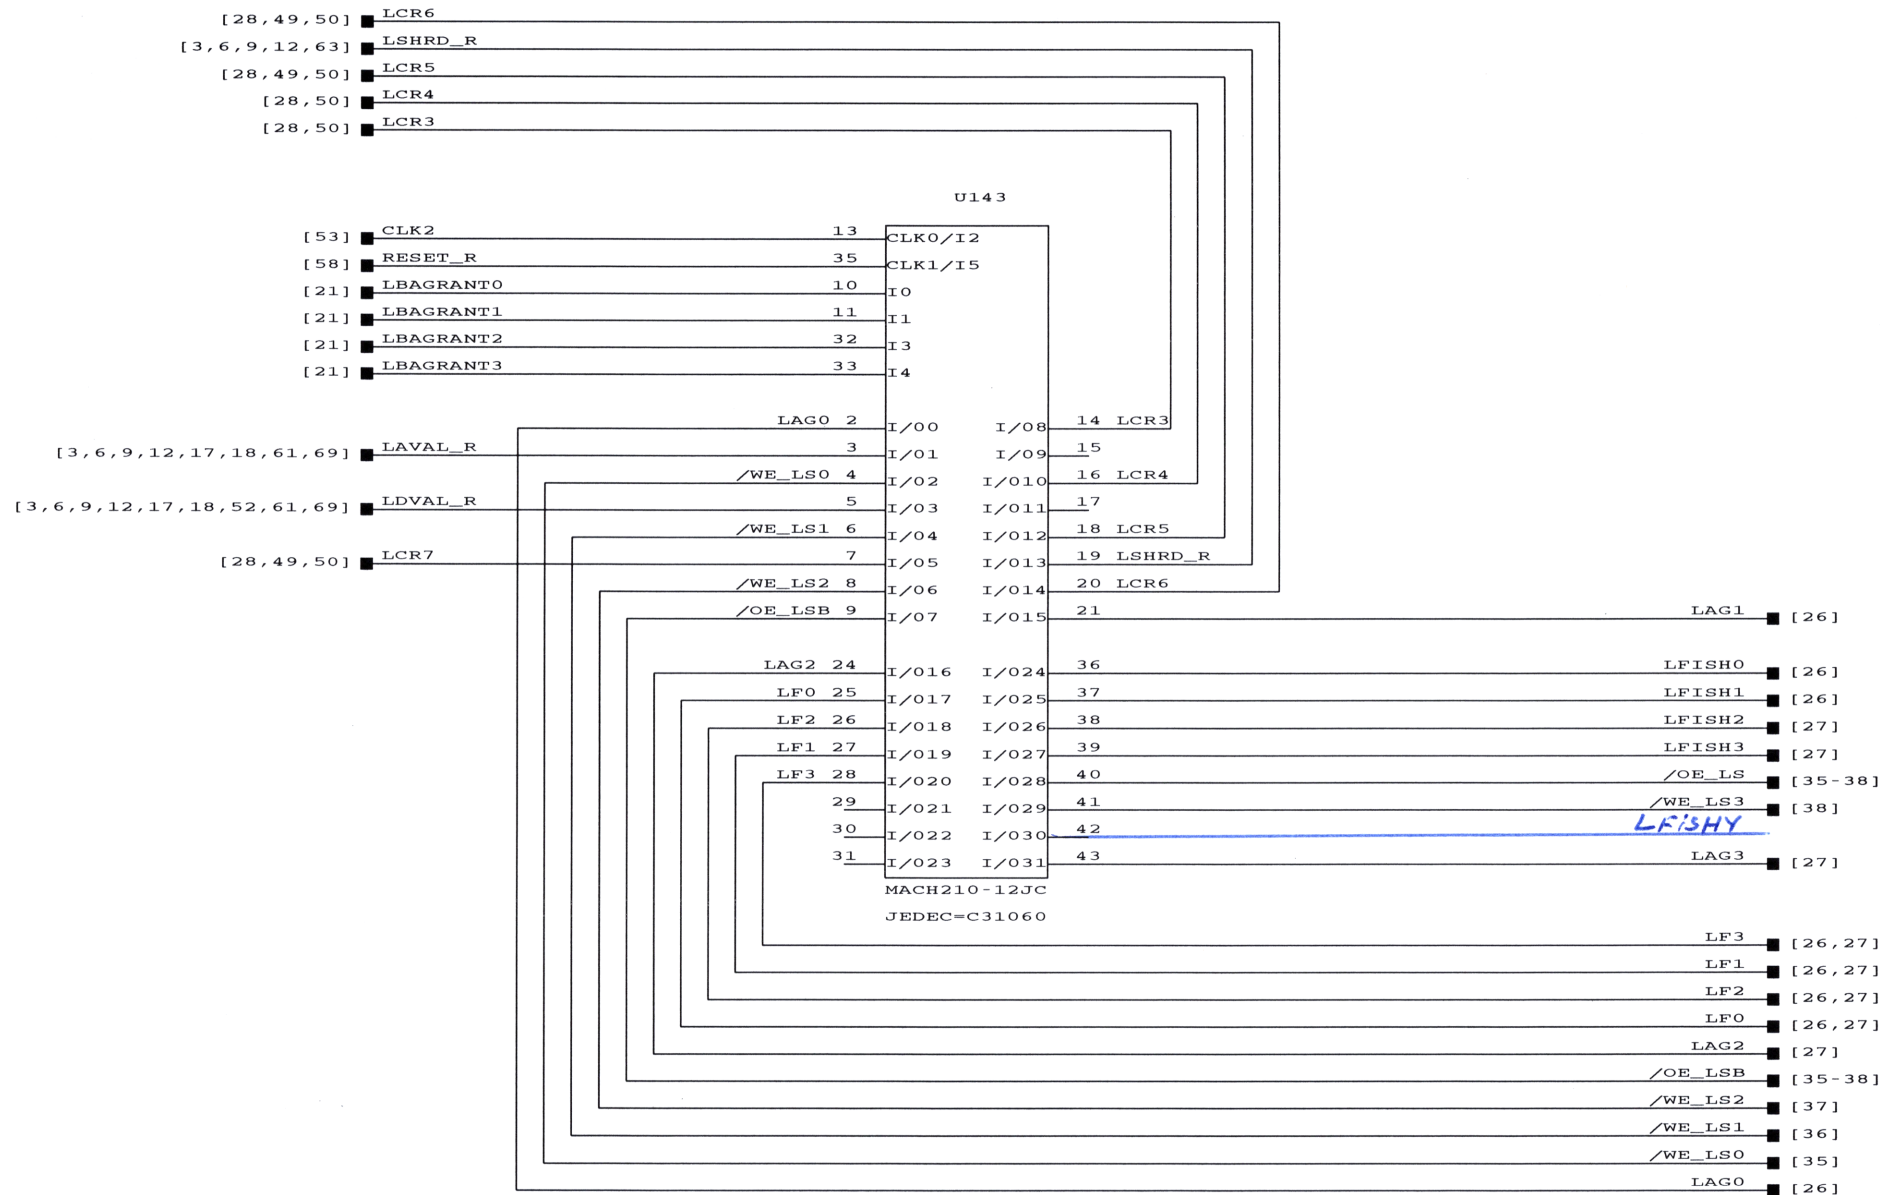 [28,49,50] LCR6
[3,6,9,12,63] LSHRD_R
[28,49,50] LCR5
[28,50] LCR4
[28,50] LCR3
U143
[53] CLK2 13 CLK0/I2
[58] RESET_R 35 CLK1/I5
[21] LBAGRANT0 10 I0
[21] LBAGRANT1 11 I1
[21] LBAGRANT2 32 I3
[21] LBAGRANT3 33 I4
LAG0 2 I/O0 I/O8 14 LCR3
[3,6,9,12,17,18,61,69] LAVAL_R 3 I/O1 I/O9 15
/WE_LS0 4 I/O2 I/O10 16 LCR4
[3,6,9,12,17,18,52,61,69] LDVAL_R 5 I/O3 I/O11 17
/WE_LS1 6 I/O4 I/O12 18 LCR5
[28,49,50] LCR7 7 I/O5 I/O13 19 LSHRD_R
/WE_LS2 8 I/O6 I/O14 20 LCR6
/OE_LSB 9 I/O7 I/O15 21 LAG1 [26]
LAG2 24 I/O16 I/O24 36 LFISH0 [26]
LF0 25 I/O17 I/O25 37 LFISH1 [26]
LF2 26 I/O18 I/O26 38 LFISH2 [27]
LF1 27 I/O19 I/O27 39 LFISH3 [27]
LF3 28 I/O20 I/O28 40 /OE_LS [35-38]
29 I/O21 I/O29 41 /WE_LS3 [38]
30 I/O22 I/O30 42 LFiSHY
31 I/O23 I/O31 43 LAG3 [27]
MACH210-12JC
JEDEC=C31060
LF3 [26,27]
LF1 [26,27]
LF2 [26,27]
LF0 [26,27]
LAG2 [27]
/OE_LSB [35-38]
/WE_LS2 [37]
/WE_LS1 [36]
/WE_LS0 [35]
LAG0 [26]